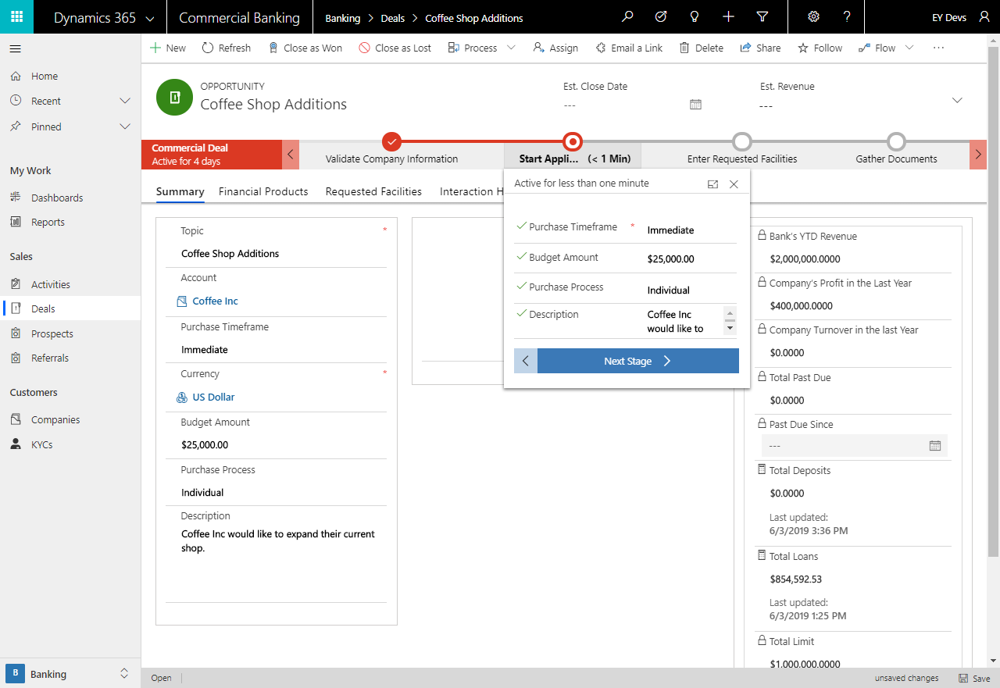 Dynamics 365
Commercial Banking
Banking > Deals > Coffee Shop Additions
EY Devs
New
Refresh
Close as Won
Close as Lost
Process
Assign
Email a Link
Delete
Share
Follow
Flow
Home
Recent
Pinned
My Work
Dashboards
Reports
Sales
Activities
Deals
Prospects
Referrals
Customers
Companies
KYCs
B
Banking
OPPORTUNITY
Coffee Shop Additions
Est. Close Date
---
Est. Revenue
---
Commercial Deal
Active for 4 days
Validate Company Information
Start Appli... (< 1 Min)
Enter Requested Facilities
Gather Documents
Summary
Financial Products
Requested Facilities
Interaction H
Topic *
Coffee Shop Additions
Account
Coffee Inc
Purchase Timeframe
Immediate
Currency *
US Dollar
Budget Amount
$25,000.00
Purchase Process
Individual
Description
Coffee Inc would like to expand their current
shop.
Active for less than one minute
Purchase Timeframe * Immediate
Budget Amount $25,000.00
Purchase Process Individual
Description Coffee Inc
would like to
Next Stage
Bank's YTD Revenue
$2,000,000.0000
Company's Profit in the Last Year
$400,000.0000
Company Turnover in the last Year
$0.0000
Total Past Due
$0.0000
Past Due Since
---
Total Deposits
$0.0000
Last updated:
6/3/2019 3:36 PM
Total Loans
$854,592.53
Last updated:
6/3/2019 1:25 PM
Total Limit
$1,000,000.0000
Open
unsaved changes
Save